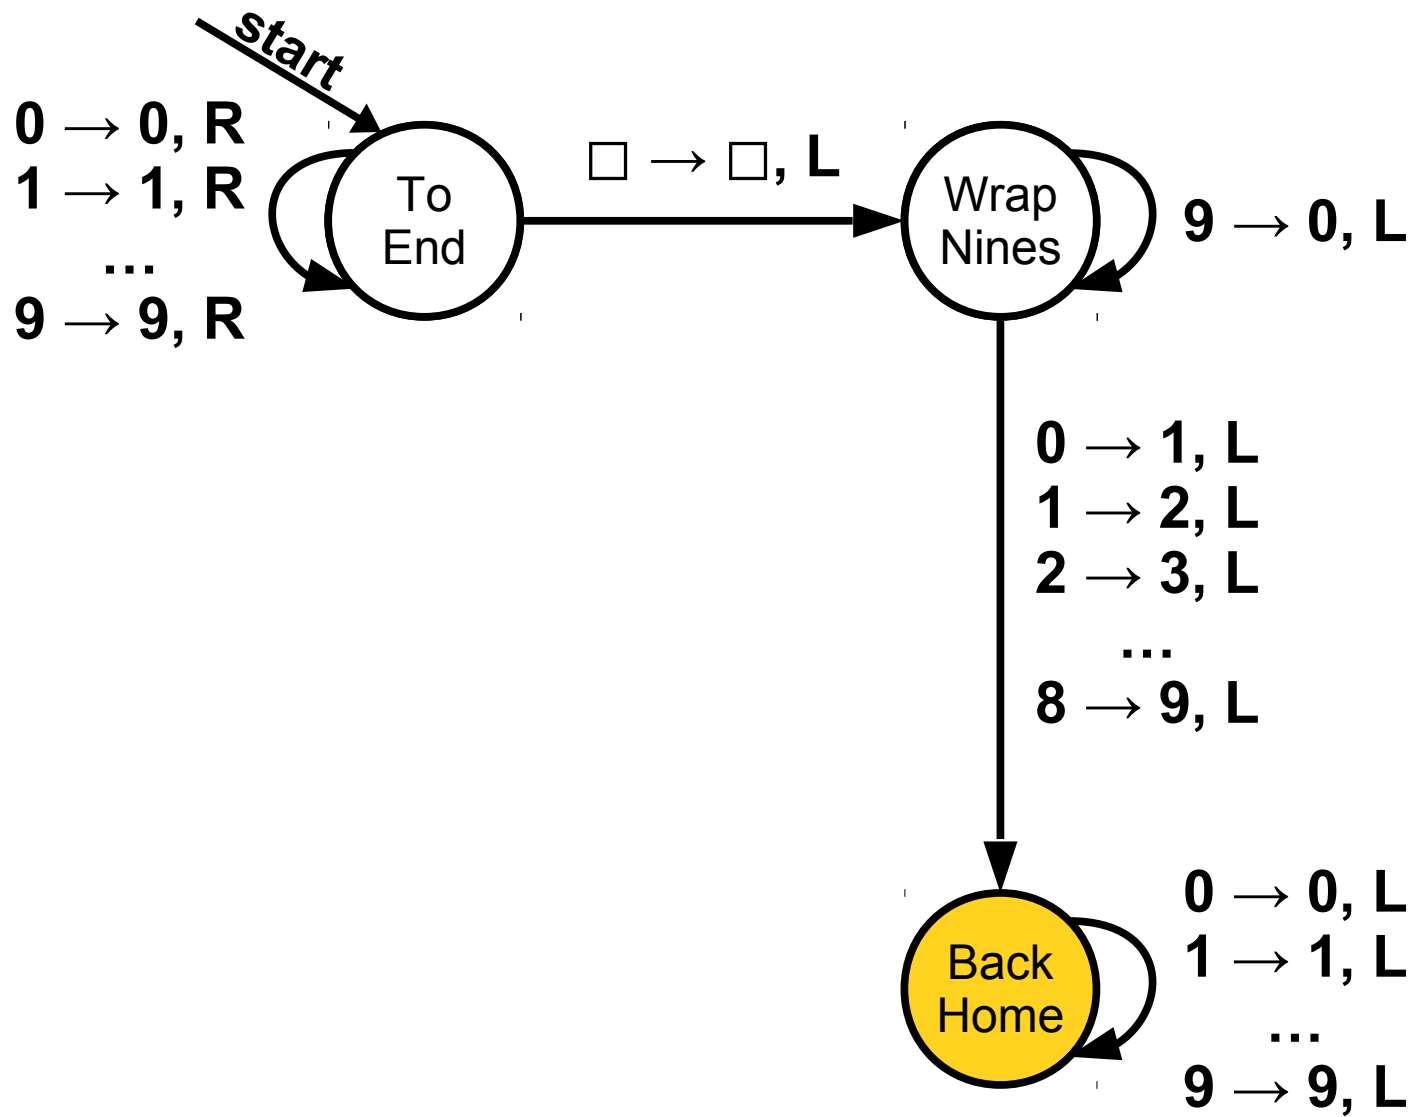 start
0 → 0, R
1 → 1, R
...
9 → 9, R
To
End
□ → □, L
Wrap
Nines
9 → 0, L
0 → 1, L
1 → 2, L
2 → 3, L
...
8 → 9, L
Back
Home
0 → 0, L
1 → 1, L
...
9 → 9, L